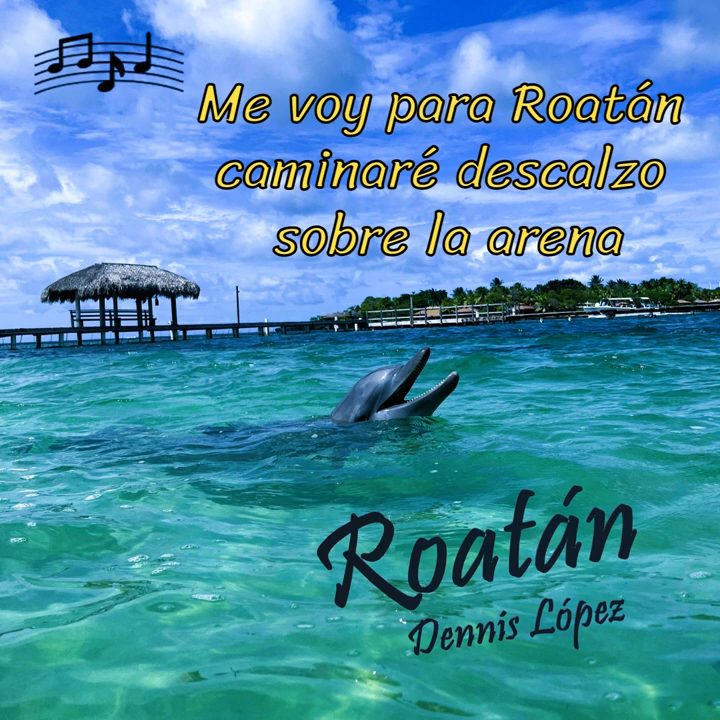 Me voy para Roatán
caminaré descalzo
sobre la arena
Roatán
Dennis López